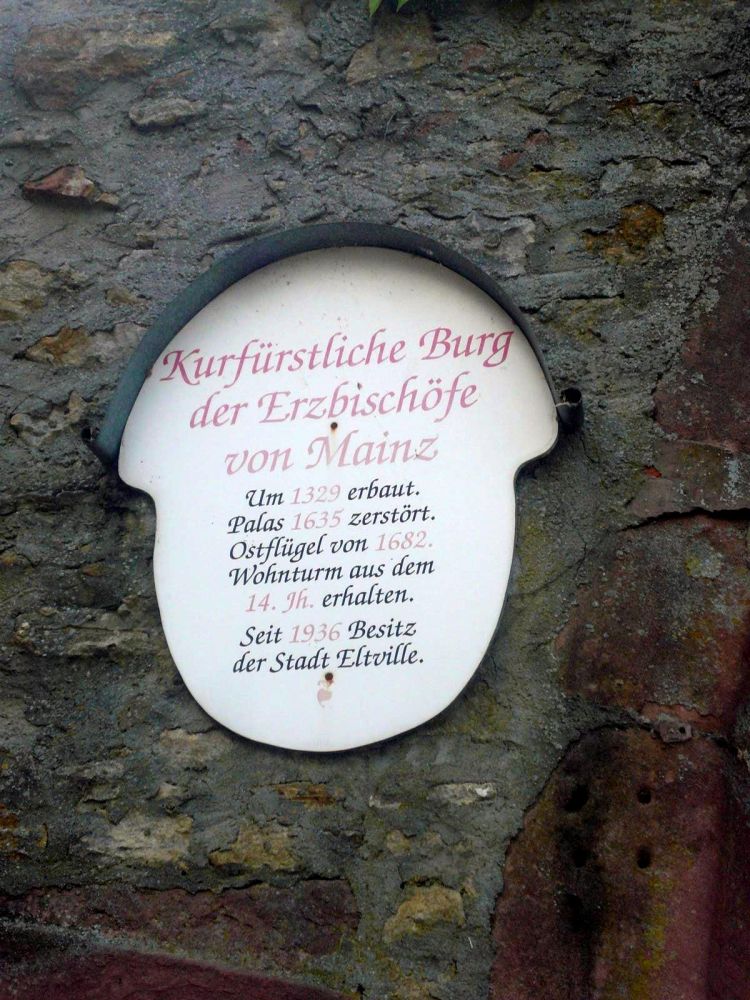 Kurfürstliche Burg
der Erzbischöfe
von Mainz
Um 1329 erbaut.
Palas 1635 zerstört.
Ostflügel von 1682.
Wohnturm aus dem
14. Jh. erhalten.
Seit 1936 Besitz
der Stadt Eltville.